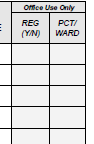 Office Use Only
REG PCT/
(Y/N) WARD